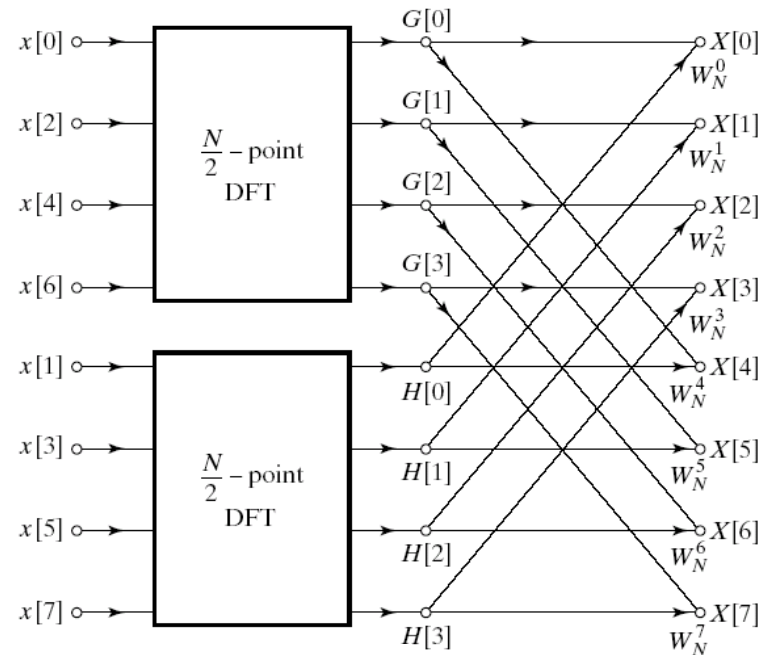 x[0]
x[2]
x[4]
x[6]
N/2 – point
DFT
x[1]
x[3]
x[5]
x[7]
N/2 – point
DFT
G[0]
G[1]
G[2]
G[3]
H[0]
H[1]
H[2]
H[3]
X[0]
W_N^0
X[1]
W_N^1
X[2]
W_N^2
X[3]
W_N^3
X[4]
W_N^4
X[5]
W_N^5
X[6]
W_N^6
X[7]
W_N^7